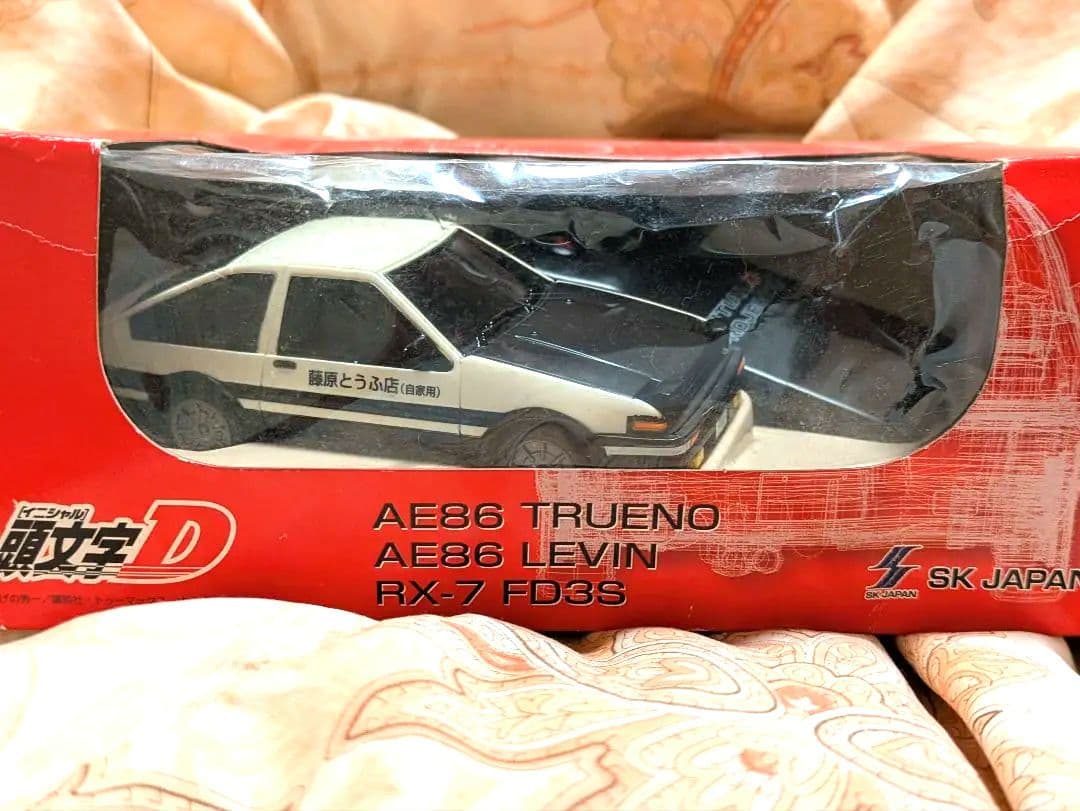 藤原とうふ店(自家用)
[イニシャル]
頭文字D
AE86 TRUENO
AE86 LEVIN
RX-7 FD3S
SK JAPAN
SK JAPAN